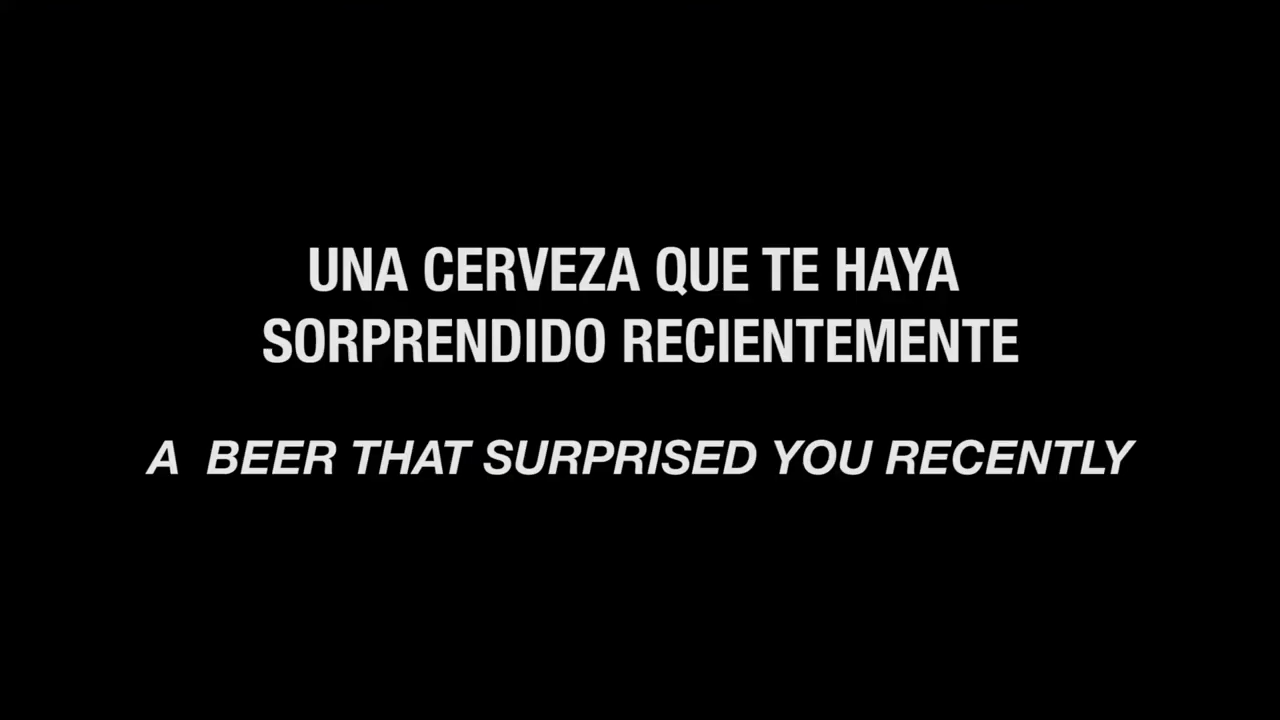 UNA CERVEZA QUE TE HAYA
SORPRENDIDO RECIENTEMENTE
A BEER THAT SURPRISED YOU RECENTLY